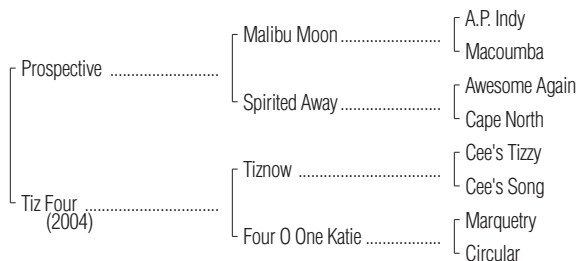 A.P. Indy
Malibu Moon ........................
Macoumba
Prospective ..........................
Awesome Again
Spirited Away ........................
Cape North
Cee's Tizzy
Tiznow ..................................
Cee's Song
Tiz Four ................................
(2004)
Marquetry
Four O One Katie ..................
Circular